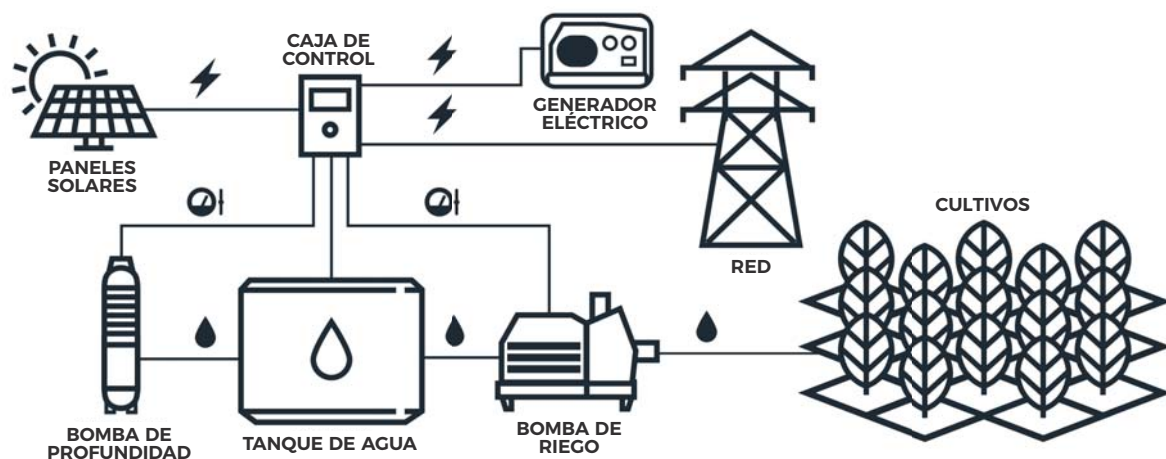 CAJA DE
CONTROL
GENERADOR
ELÉCTRICO
PANELES
SOLARES
RED
CULTIVOS
BOMBA DE
PROFUNDIDAD
TANQUE DE AGUA
BOMBA DE
RIEGO